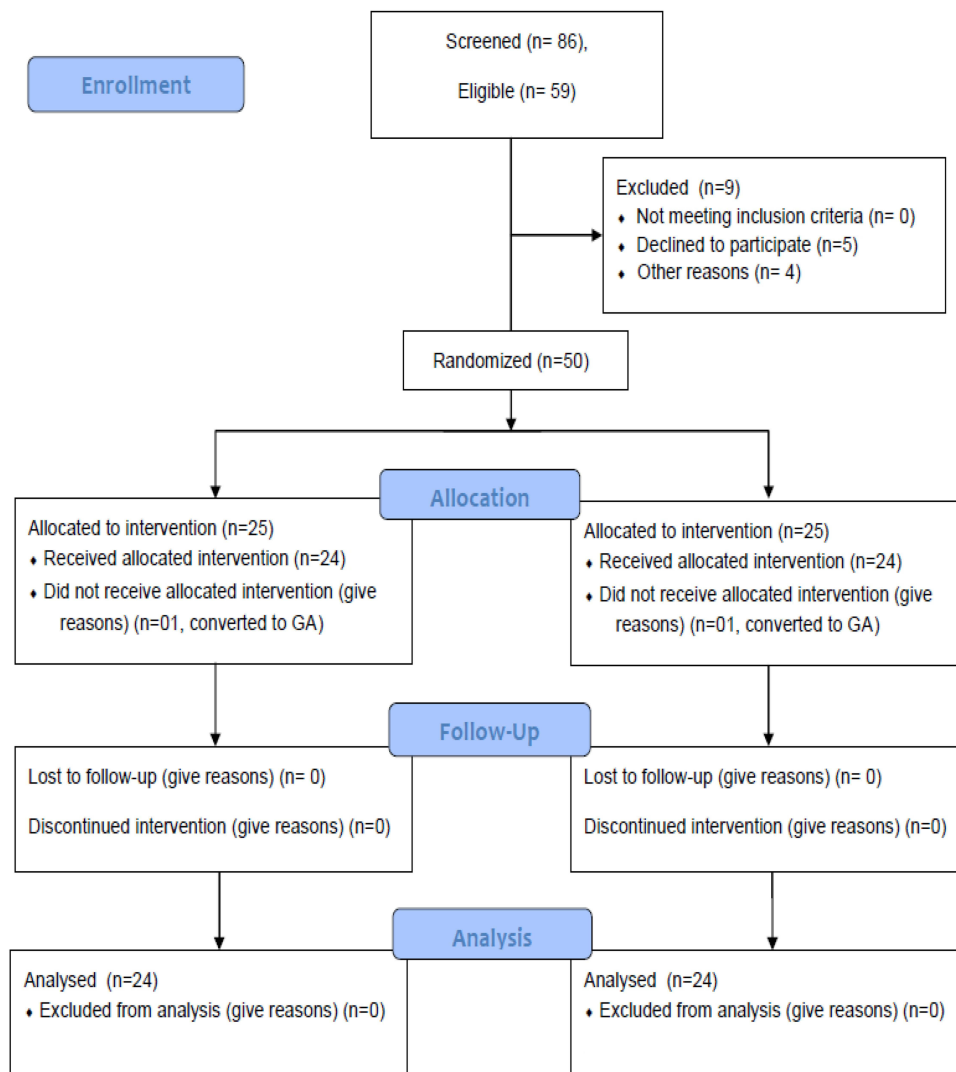 Screened (n= 86),
Eligible (n= 59)
Enrollment
Excluded (n=9)
♦ Not meeting inclusion criteria (n= 0)
♦ Declined to participate (n=5)
♦ Other reasons (n= 4)
Randomized (n=50)
Allocation
Allocated to intervention (n=25)
♦ Received allocated intervention (n=24)
♦ Did not receive allocated intervention (give
reasons) (n=01, converted to GA)
Allocated to intervention (n=25)
♦ Received allocated intervention (n=24)
♦ Did not receive allocated intervention (give
reasons) (n=01, converted to GA)
Follow-Up
Lost to follow-up (give reasons) (n= 0)
Discontinued intervention (give reasons) (n=0)
Lost to follow-up (give reasons) (n= 0)
Discontinued intervention (give reasons) (n=0)
Analysis
Analysed (n=24)
♦ Excluded from analysis (give reasons) (n=0)
Analysed (n=24)
♦ Excluded from analysis (give reasons) (n=0)